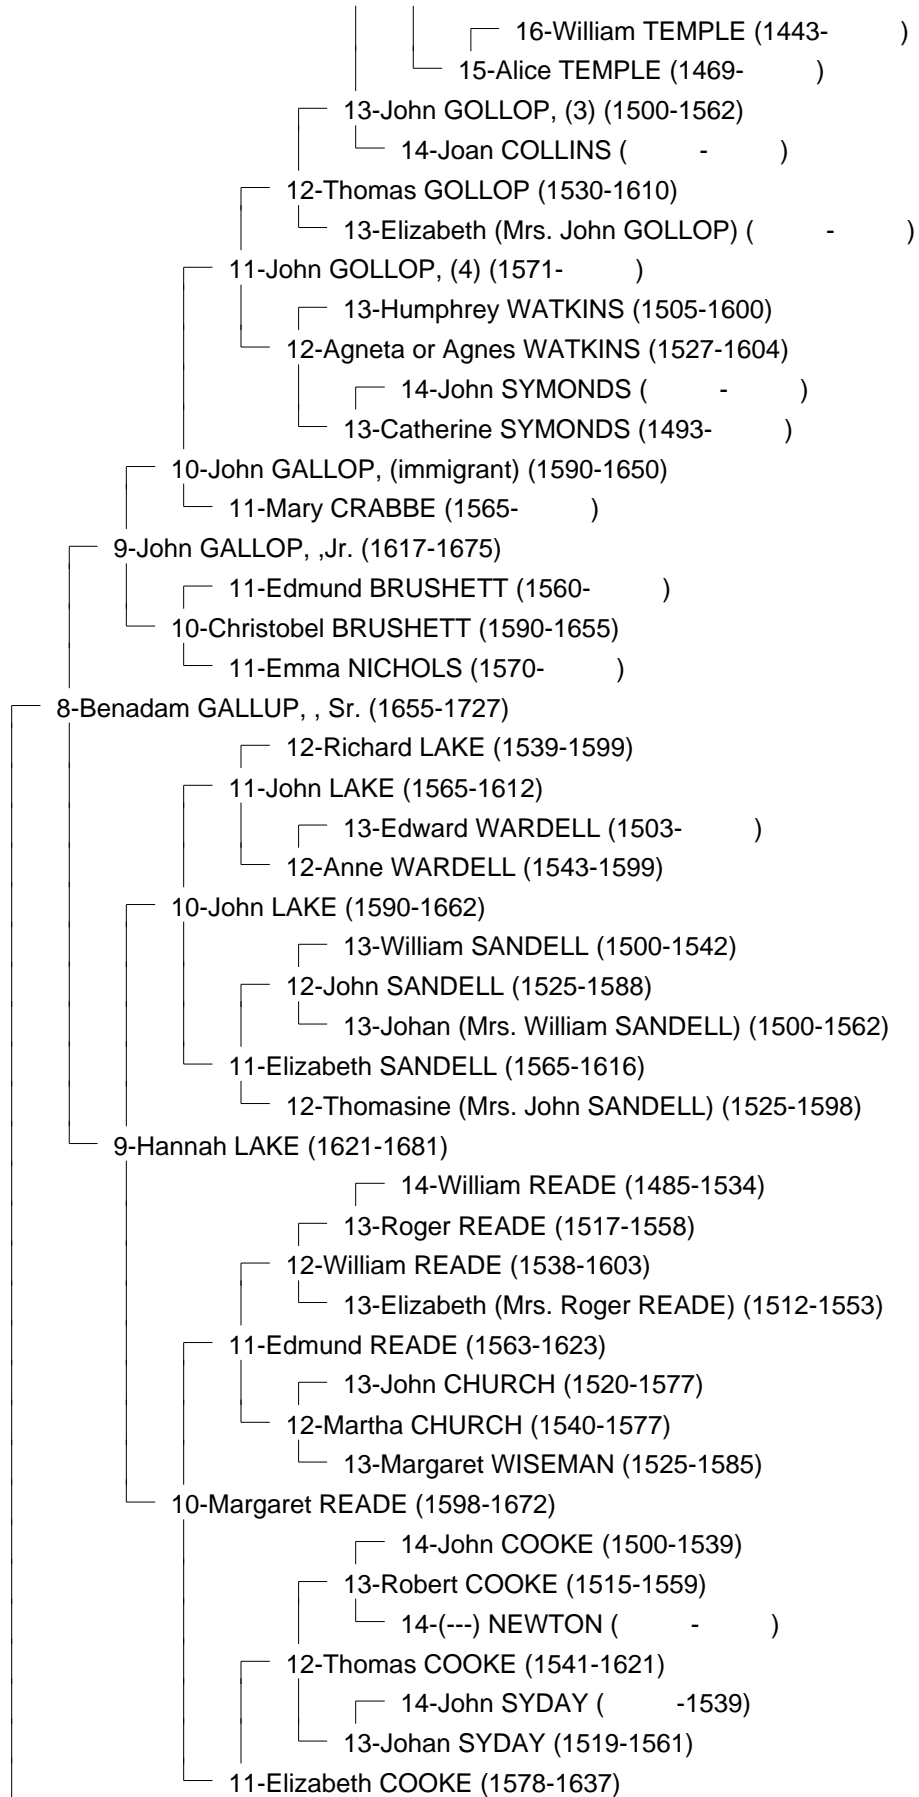 16-William TEMPLE (1443- )
15-Alice TEMPLE (1469- )
13-John GOLLOP, (3) (1500-1562)
14-Joan COLLINS ( - )
12-Thomas GOLLOP (1530-1610)
13-Elizabeth (Mrs. John GOLLOP) ( - )
11-John GOLLOP, (4) (1571- )
13-Humphrey WATKINS (1505-1600)
12-Agneta or Agnes WATKINS (1527-1604)
14-John SYMONDS ( - )
13-Catherine SYMONDS (1493- )
10-John GALLOP, (immigrant) (1590-1650)
11-Mary CRABBE (1565- )
9-John GALLOP, ,Jr. (1617-1675)
11-Edmund BRUSHETT (1560- )
10-Christobel BRUSHETT (1590-1655)
11-Emma NICHOLS (1570- )
8-Benadam GALLUP, , Sr. (1655-1727)
12-Richard LAKE (1539-1599)
11-John LAKE (1565-1612)
13-Edward WARDELL (1503- )
12-Anne WARDELL (1543-1599)
10-John LAKE (1590-1662)
13-William SANDELL (1500-1542)
12-John SANDELL (1525-1588)
13-Johan (Mrs. William SANDELL) (1500-1562)
11-Elizabeth SANDELL (1565-1616)
12-Thomasine (Mrs. John SANDELL) (1525-1598)
9-Hannah LAKE (1621-1681)
14-William READE (1485-1534)
13-Roger READE (1517-1558)
12-William READE (1538-1603)
13-Elizabeth (Mrs. Roger READE) (1512-1553)
11-Edmund READE (1563-1623)
13-John CHURCH (1520-1577)
12-Martha CHURCH (1540-1577)
13-Margaret WISEMAN (1525-1585)
10-Margaret READE (1598-1672)
14-John COOKE (1500-1539)
13-Robert COOKE (1515-1559)
14-(---) NEWTON ( - )
12-Thomas COOKE (1541-1621)
14-John SYDAY ( -1539)
13-Johan SYDAY (1519-1561)
11-Elizabeth COOKE (1578-1637)